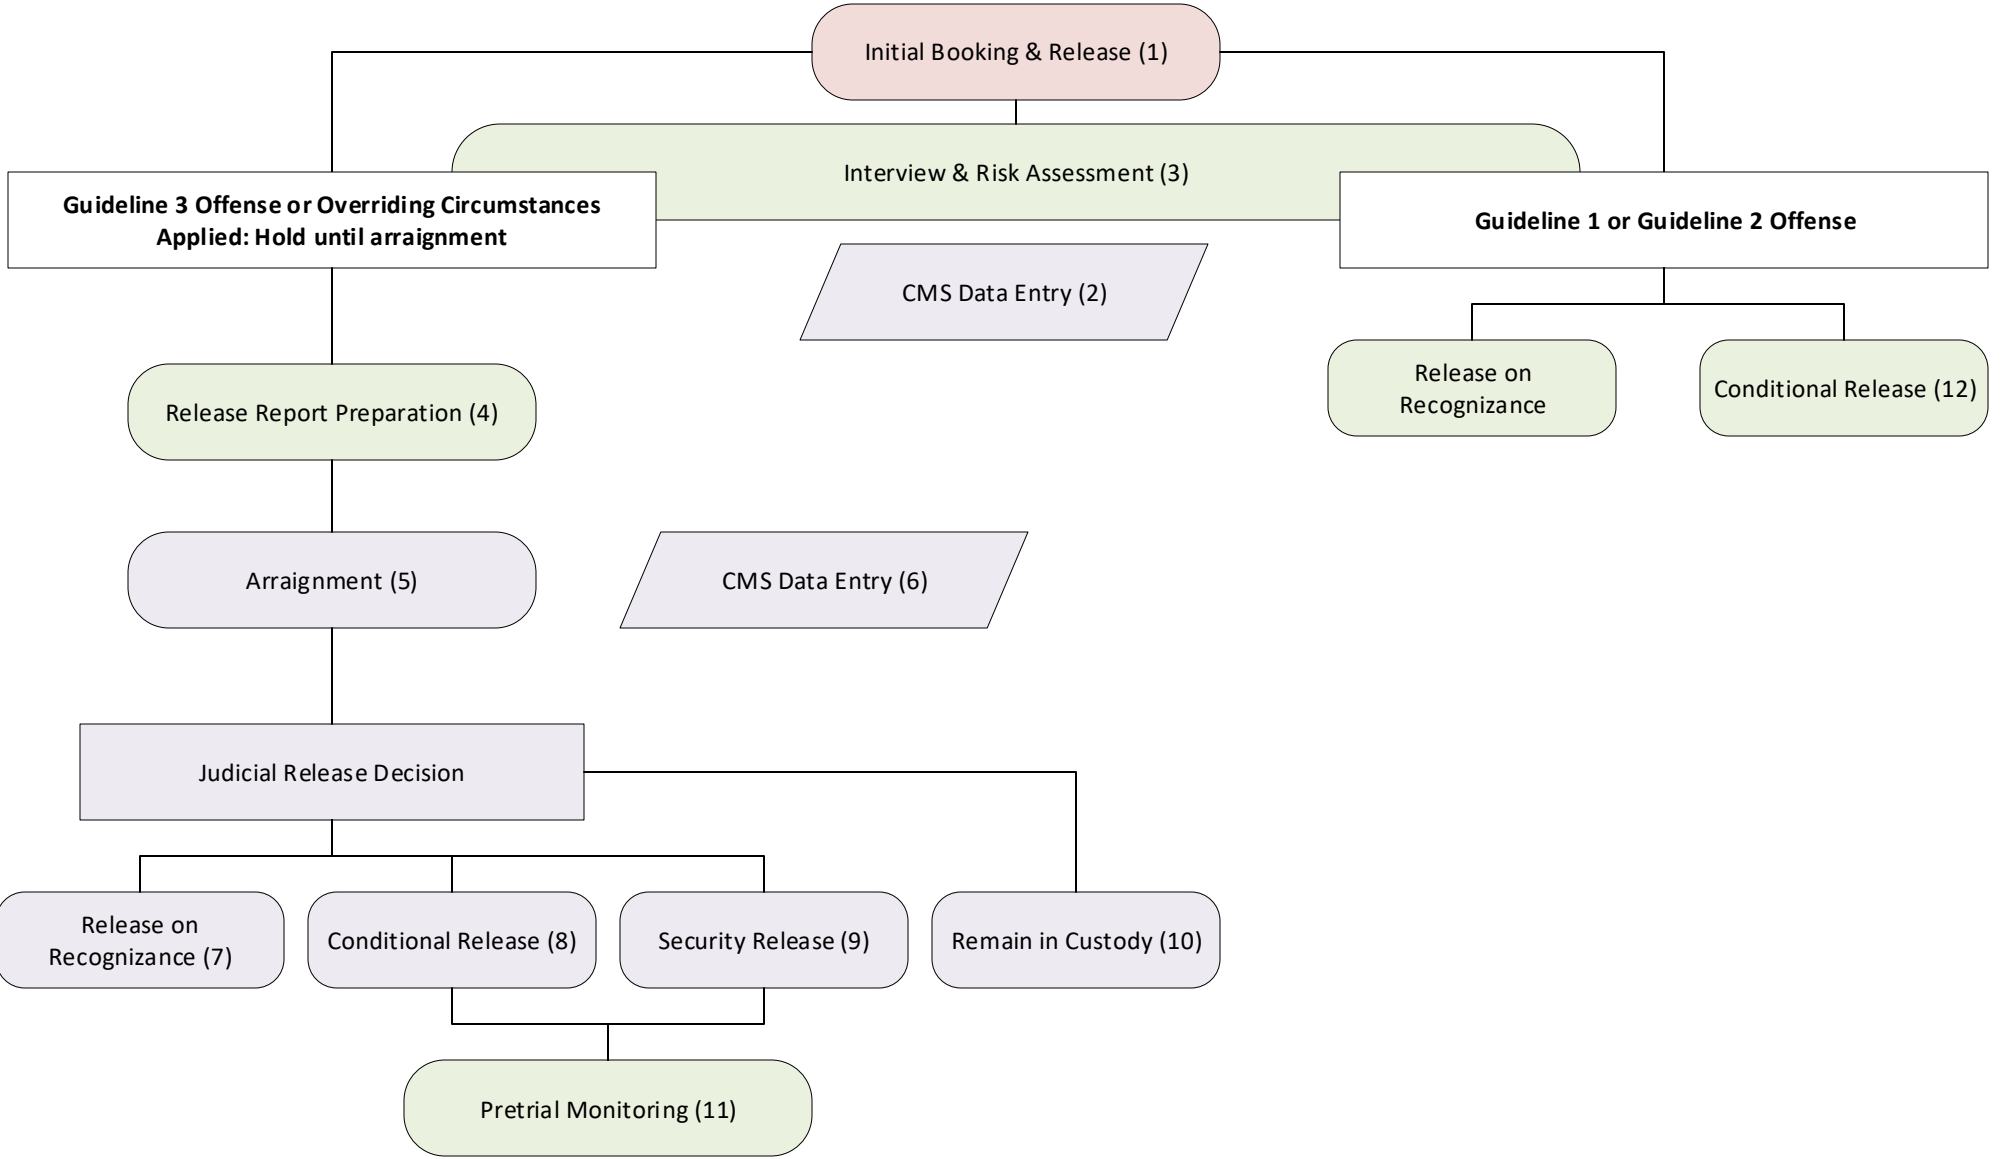 Initial Booking & Release (1)
Interview & Risk Assessment (3)
Guideline 3 Offense or Overriding Circumstances
Applied: Hold until arraignment
Guideline 1 or Guideline 2 Offense
CMS Data Entry (2)
Release on
Recognizance
Conditional Release (12)
Release Report Preparation (4)
Arraignment (5)
CMS Data Entry (6)
Judicial Release Decision
Release on
Recognizance (7)
Conditional Release (8)
Security Release (9)
Remain in Custody (10)
Pretrial Monitoring (11)